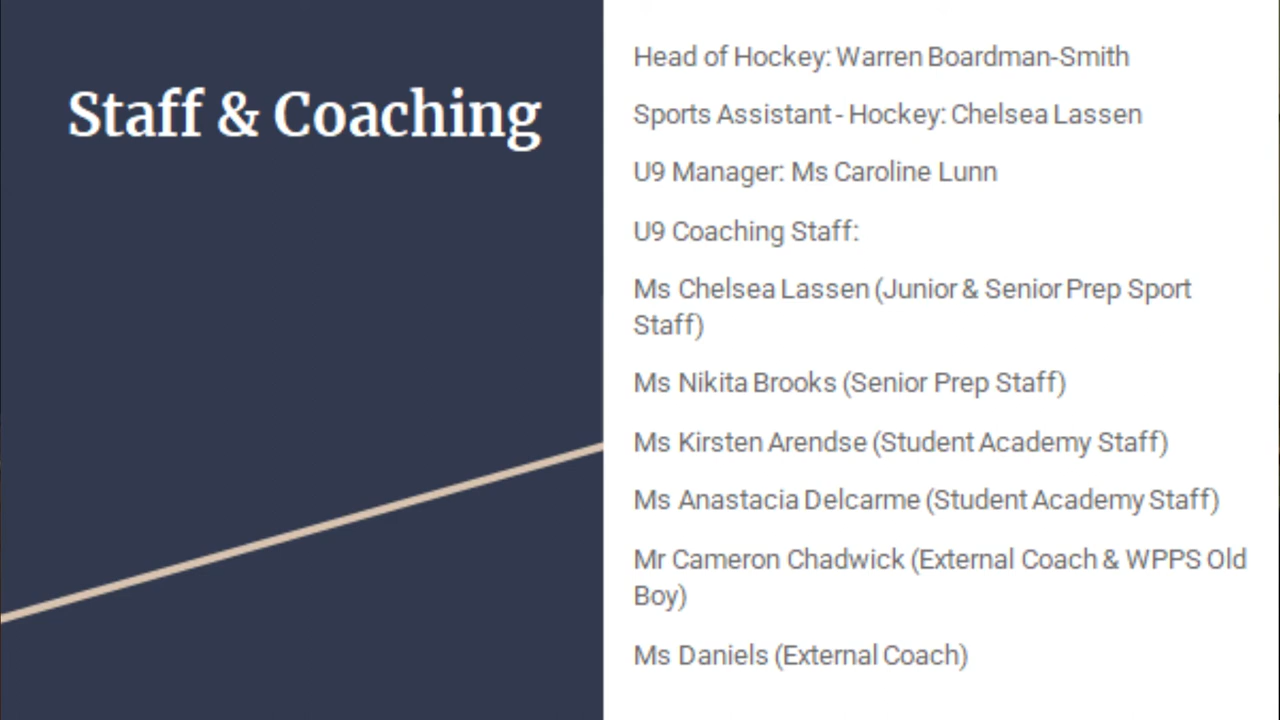 Staff & Coaching
Head of Hockey: Warren Boardman-Smith
Sports Assistant - Hockey: Chelsea Lassen
U9 Manager: Ms Caroline Lunn
U9 Coaching Staff:
Ms Chelsea Lassen (Junior & Senior Prep Sport
Staff)
Ms Nikita Brooks (Senior Prep Staff)
Ms Kirsten Arendse (Student Academy Staff)
Ms Anastacia Delcarme (Student Academy Staff)
Mr Cameron Chadwick (External Coach & WPPS Old
Boy)
Ms Daniels (External Coach)